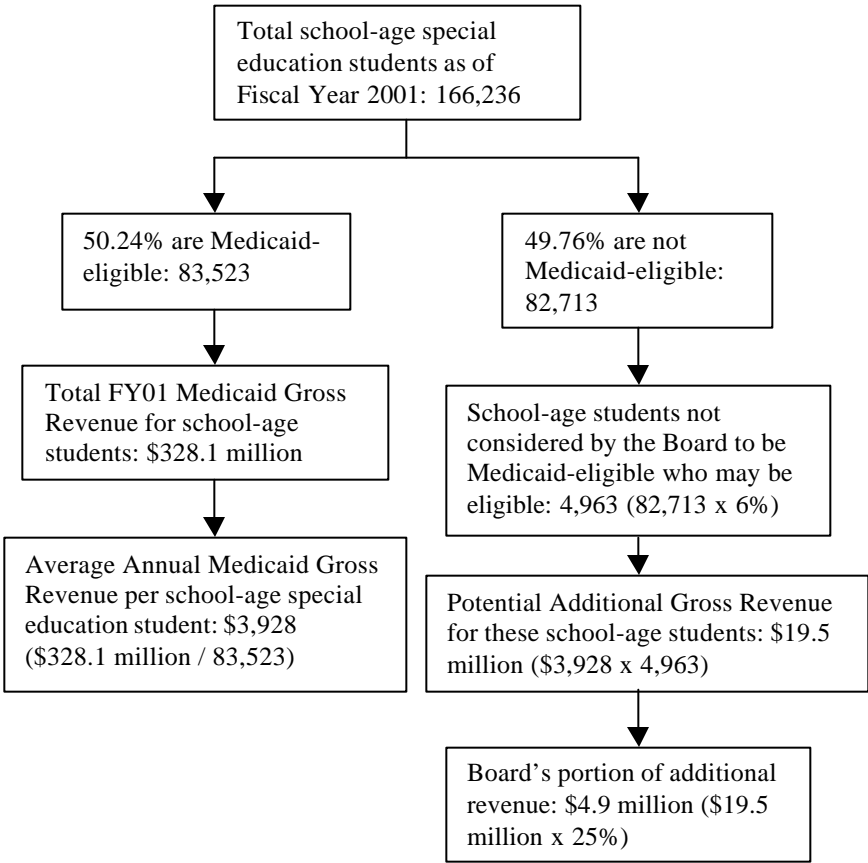 Total school-age special
education students as of
Fiscal Year 2001: 166,236
50.24% are Medicaid-
eligible: 83,523
49.76% are not
Medicaid-eligible:
82,713
Total FY01 Medicaid Gross
Revenue for school-age
students: $328.1 million
School-age students not
considered by the Board to be
Medicaid-eligible who may be
eligible: 4,963 (82,713 x 6%)
Average Annual Medicaid Gross
Revenue per school-age special
education student: $3,928
($328.1 million / 83,523)
Potential Additional Gross Revenue
for these school-age students: $19.5
million ($3,928 x 4,963)
Board’s portion of additional
revenue: $4.9 million ($19.5
million x 25%)